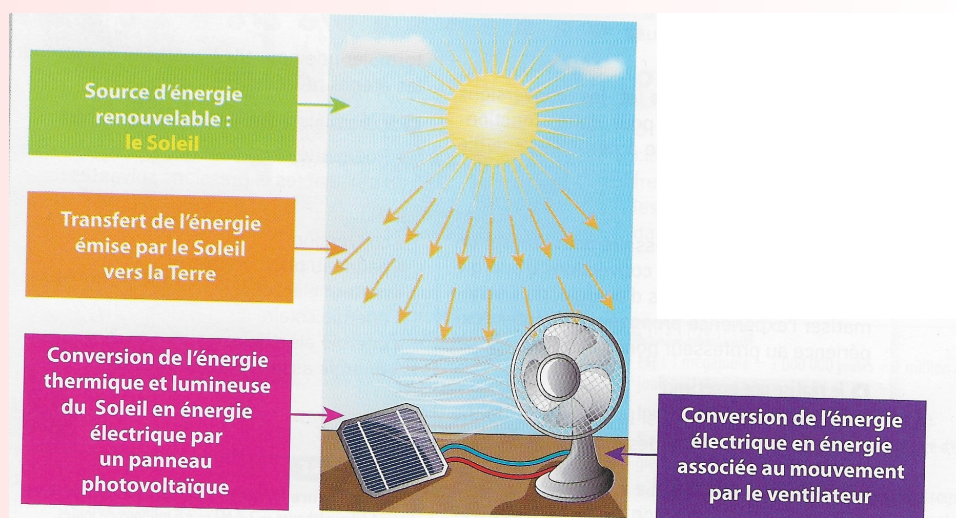 Source d'énergie
renouvelable :
le Soleil
Transfert de l'énergie
émise par le Soleil
vers la Terre
Conversion de l'énergie
thermique et lumineuse
du Soleil en énergie
électrique par
un panneau
photovoltaïque
Conversion de l'énergie
électrique en énergie
associée au mouvement
par le ventilateur